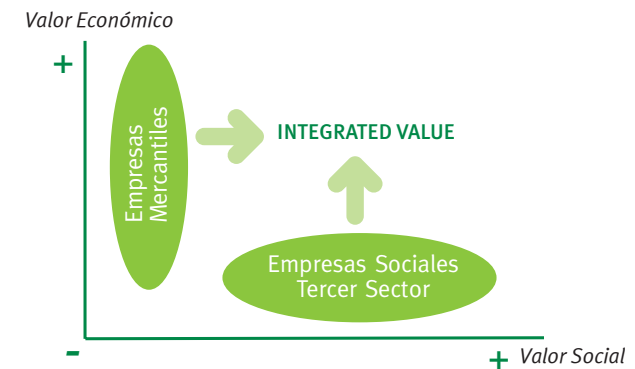 Valor Económico
+
Empresas
Mercantiles
INTEGRATED VALUE
Empresas Sociales
Tercer Sector
-
+ Valor Social